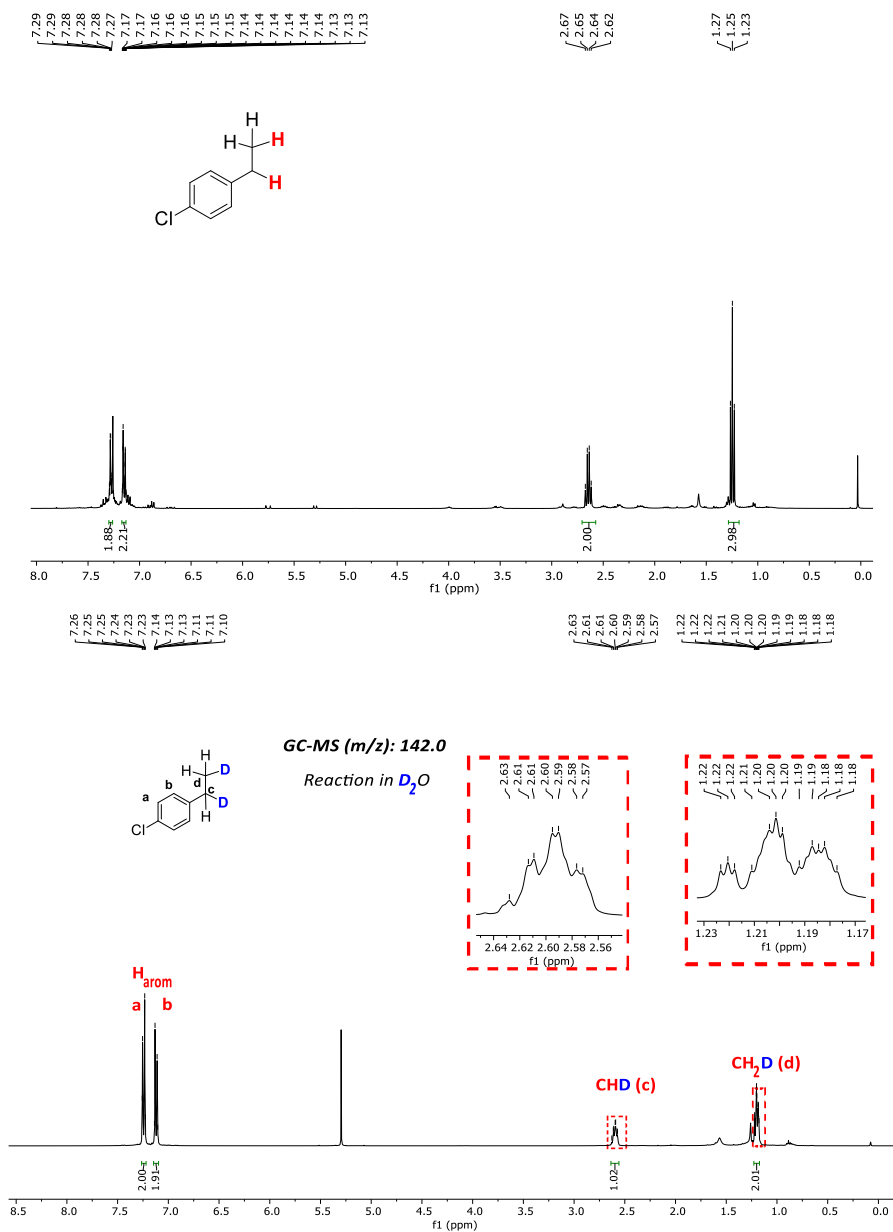 7.29 7.29 7.28 7.28 7.28 7.27 7.17 7.17 7.16 7.16 7.16 7.15 7.15 7.15 7.14 7.14 7.14 7.14 7.14 7.13 7.13 7.13
2.67 2.65 2.64 2.62
1.27 1.25 1.23
H
H H
H
Cl
1.88 2.21 2.00 2.98
8.0 7.5 7.0 6.5 6.0 5.5 5.0 4.5 4.0 3.5 3.0 2.5 2.0 1.5 1.0 0.5 0.0
f1 (ppm)
7.26 7.25 7.25 7.24 7.23 7.23 7.14 7.13 7.13 7.11 7.11 7.10
2.63 2.61 2.61 2.60 2.59 2.58 2.57
1.22 1.22 1.22 1.21 1.20 1.20 1.20 1.19 1.19 1.18 1.18 1.18
GC-MS (m/z): 142.0
Reaction in D2O
H
H D
d
c
b
a D
H
Cl
2.63 2.61 2.61 2.60 2.59 2.58 2.57
2.64 2.62 2.60 2.58 2.56
f1 (ppm)
1.22 1.22 1.22 1.21 1.20 1.20 1.20 1.19 1.19 1.18 1.18 1.18
1.23 1.21 1.19 1.17
f1 (ppm)
Harom
a b
CHD (c)
CH2D (d)
2.00 1.91 1.02 2.01
8.5 8.0 7.5 7.0 6.5 6.0 5.5 5.0 4.5 4.0 3.5 3.0 2.5 2.0 1.5 1.0 0.5 0.0
f1 (ppm)